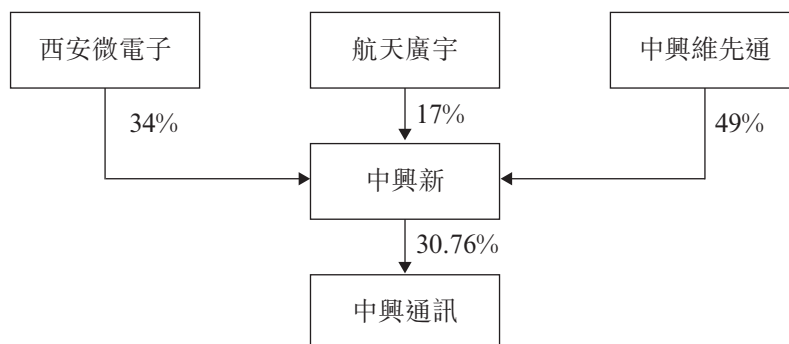 西安微電子
航天廣宇
中興維先通
34%
17%
49%
中興新
30.76%
中興通訊